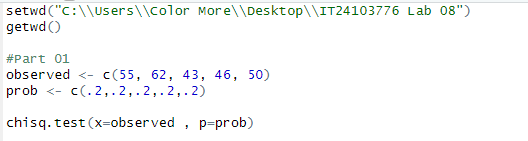 setwd("C:\\Users\\Color More\\Desktop\\IT24103776 Lab 08")
getwd()
#Part 01
observed <- c(55, 62, 43, 46, 50)
prob <- c(.2,.2,.2,.2,.2)
chisq.test(x=observed , p=prob)